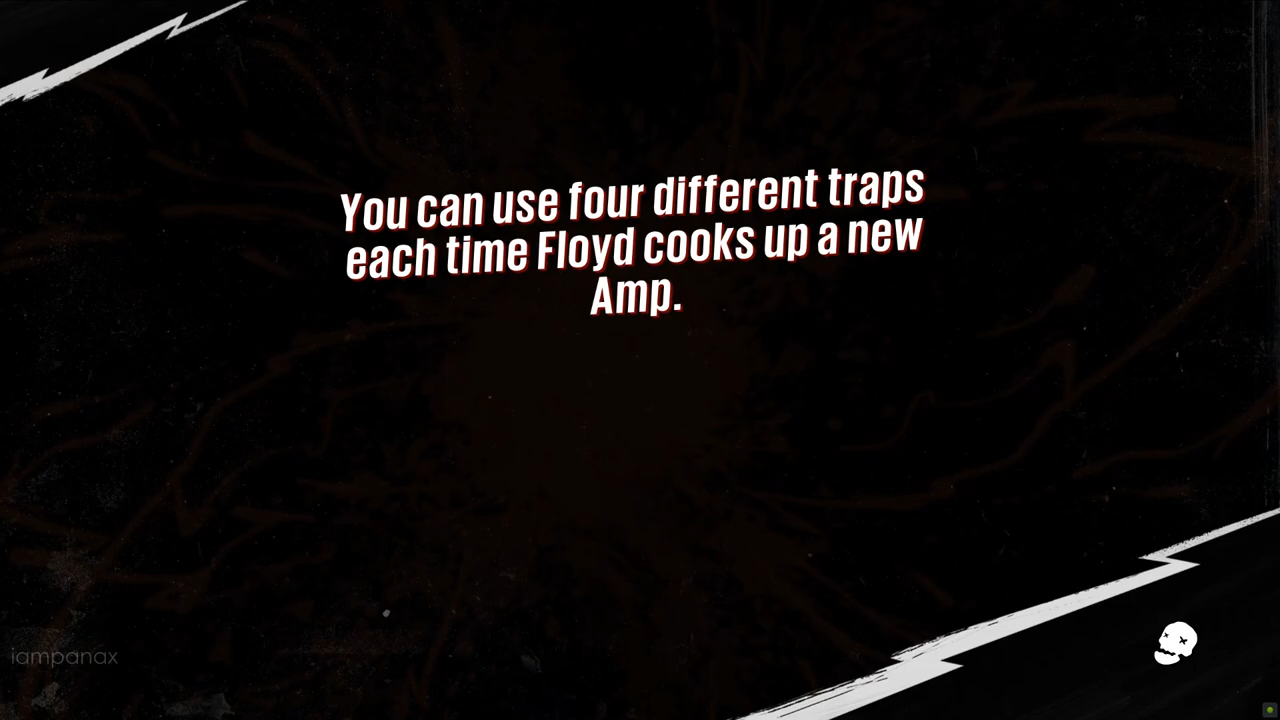 You can use four different traps
each time Floyd cooks up a new
Amp.
iampanax